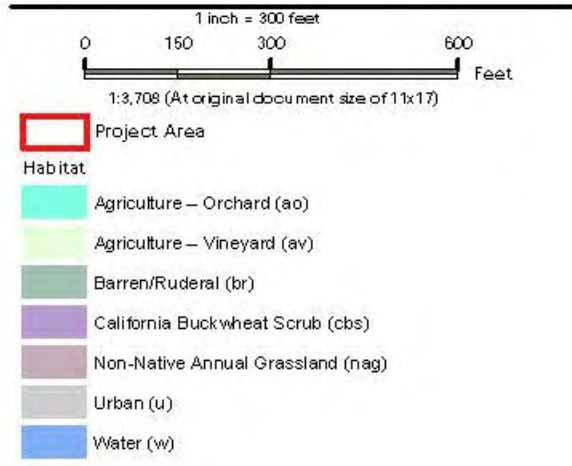 1 inch = 300 feet
0 150 300 600
Feet
1:3,708 (At original document size of 11x17)
Project Area
Habitat
Agriculture – Orchard (ao)
Agriculture – Vineyard (av)
Barren/Ruderal (br)
California Buckwheat Scrub (cbs)
Non-Native Annual Grassland (nag)
Urban (u)
Water (w)